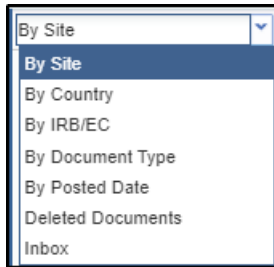 By Site
By Site
By Country
By IRB/EC
By Document Type
By Posted Date
Deleted Documents
Inbox